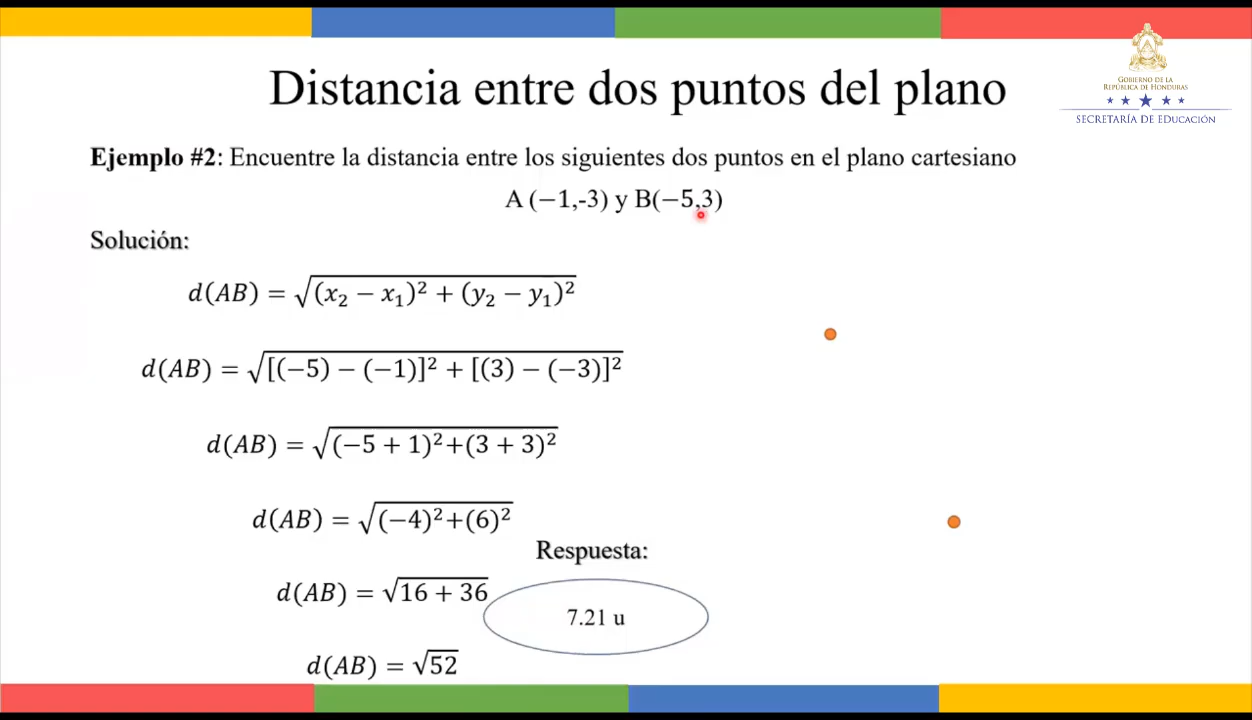 Distancia entre dos puntos del plano
GOBIERNO DE LA
REPÚBLICA DE HONDURAS
SECRETARÍA DE EDUCACIÓN
Ejemplo #2: Encuentre la distancia entre los siguientes dos puntos en el plano cartesiano
A (−1,-3) y B(−5,3)
Solución:
d(AB) = √(x₂ − x₁)² + (y₂ − y₁)²
d(AB) = √[(−5) − (−1)]² + [(3) − (−3)]²
d(AB) = √(−5 + 1)²+(3 + 3)²
d(AB) = √(−4)²+(6)²
Respuesta:
d(AB) = √16 + 36
7.21 u
d(AB) = √52